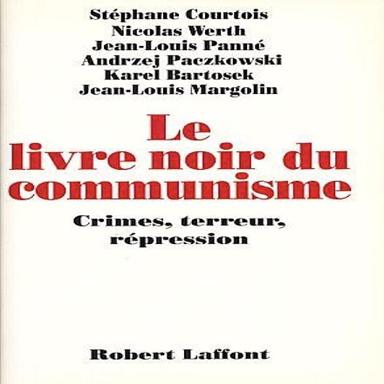 Stéphane Courtois
Nicolas Werth
Jean-Louis Panné
Andrzej Paczkowski
Karel Bartosek
Jean-Louis Margolin
Le
livre noir du
communisme
Crimes, terreur,
répression
Robert Laffont